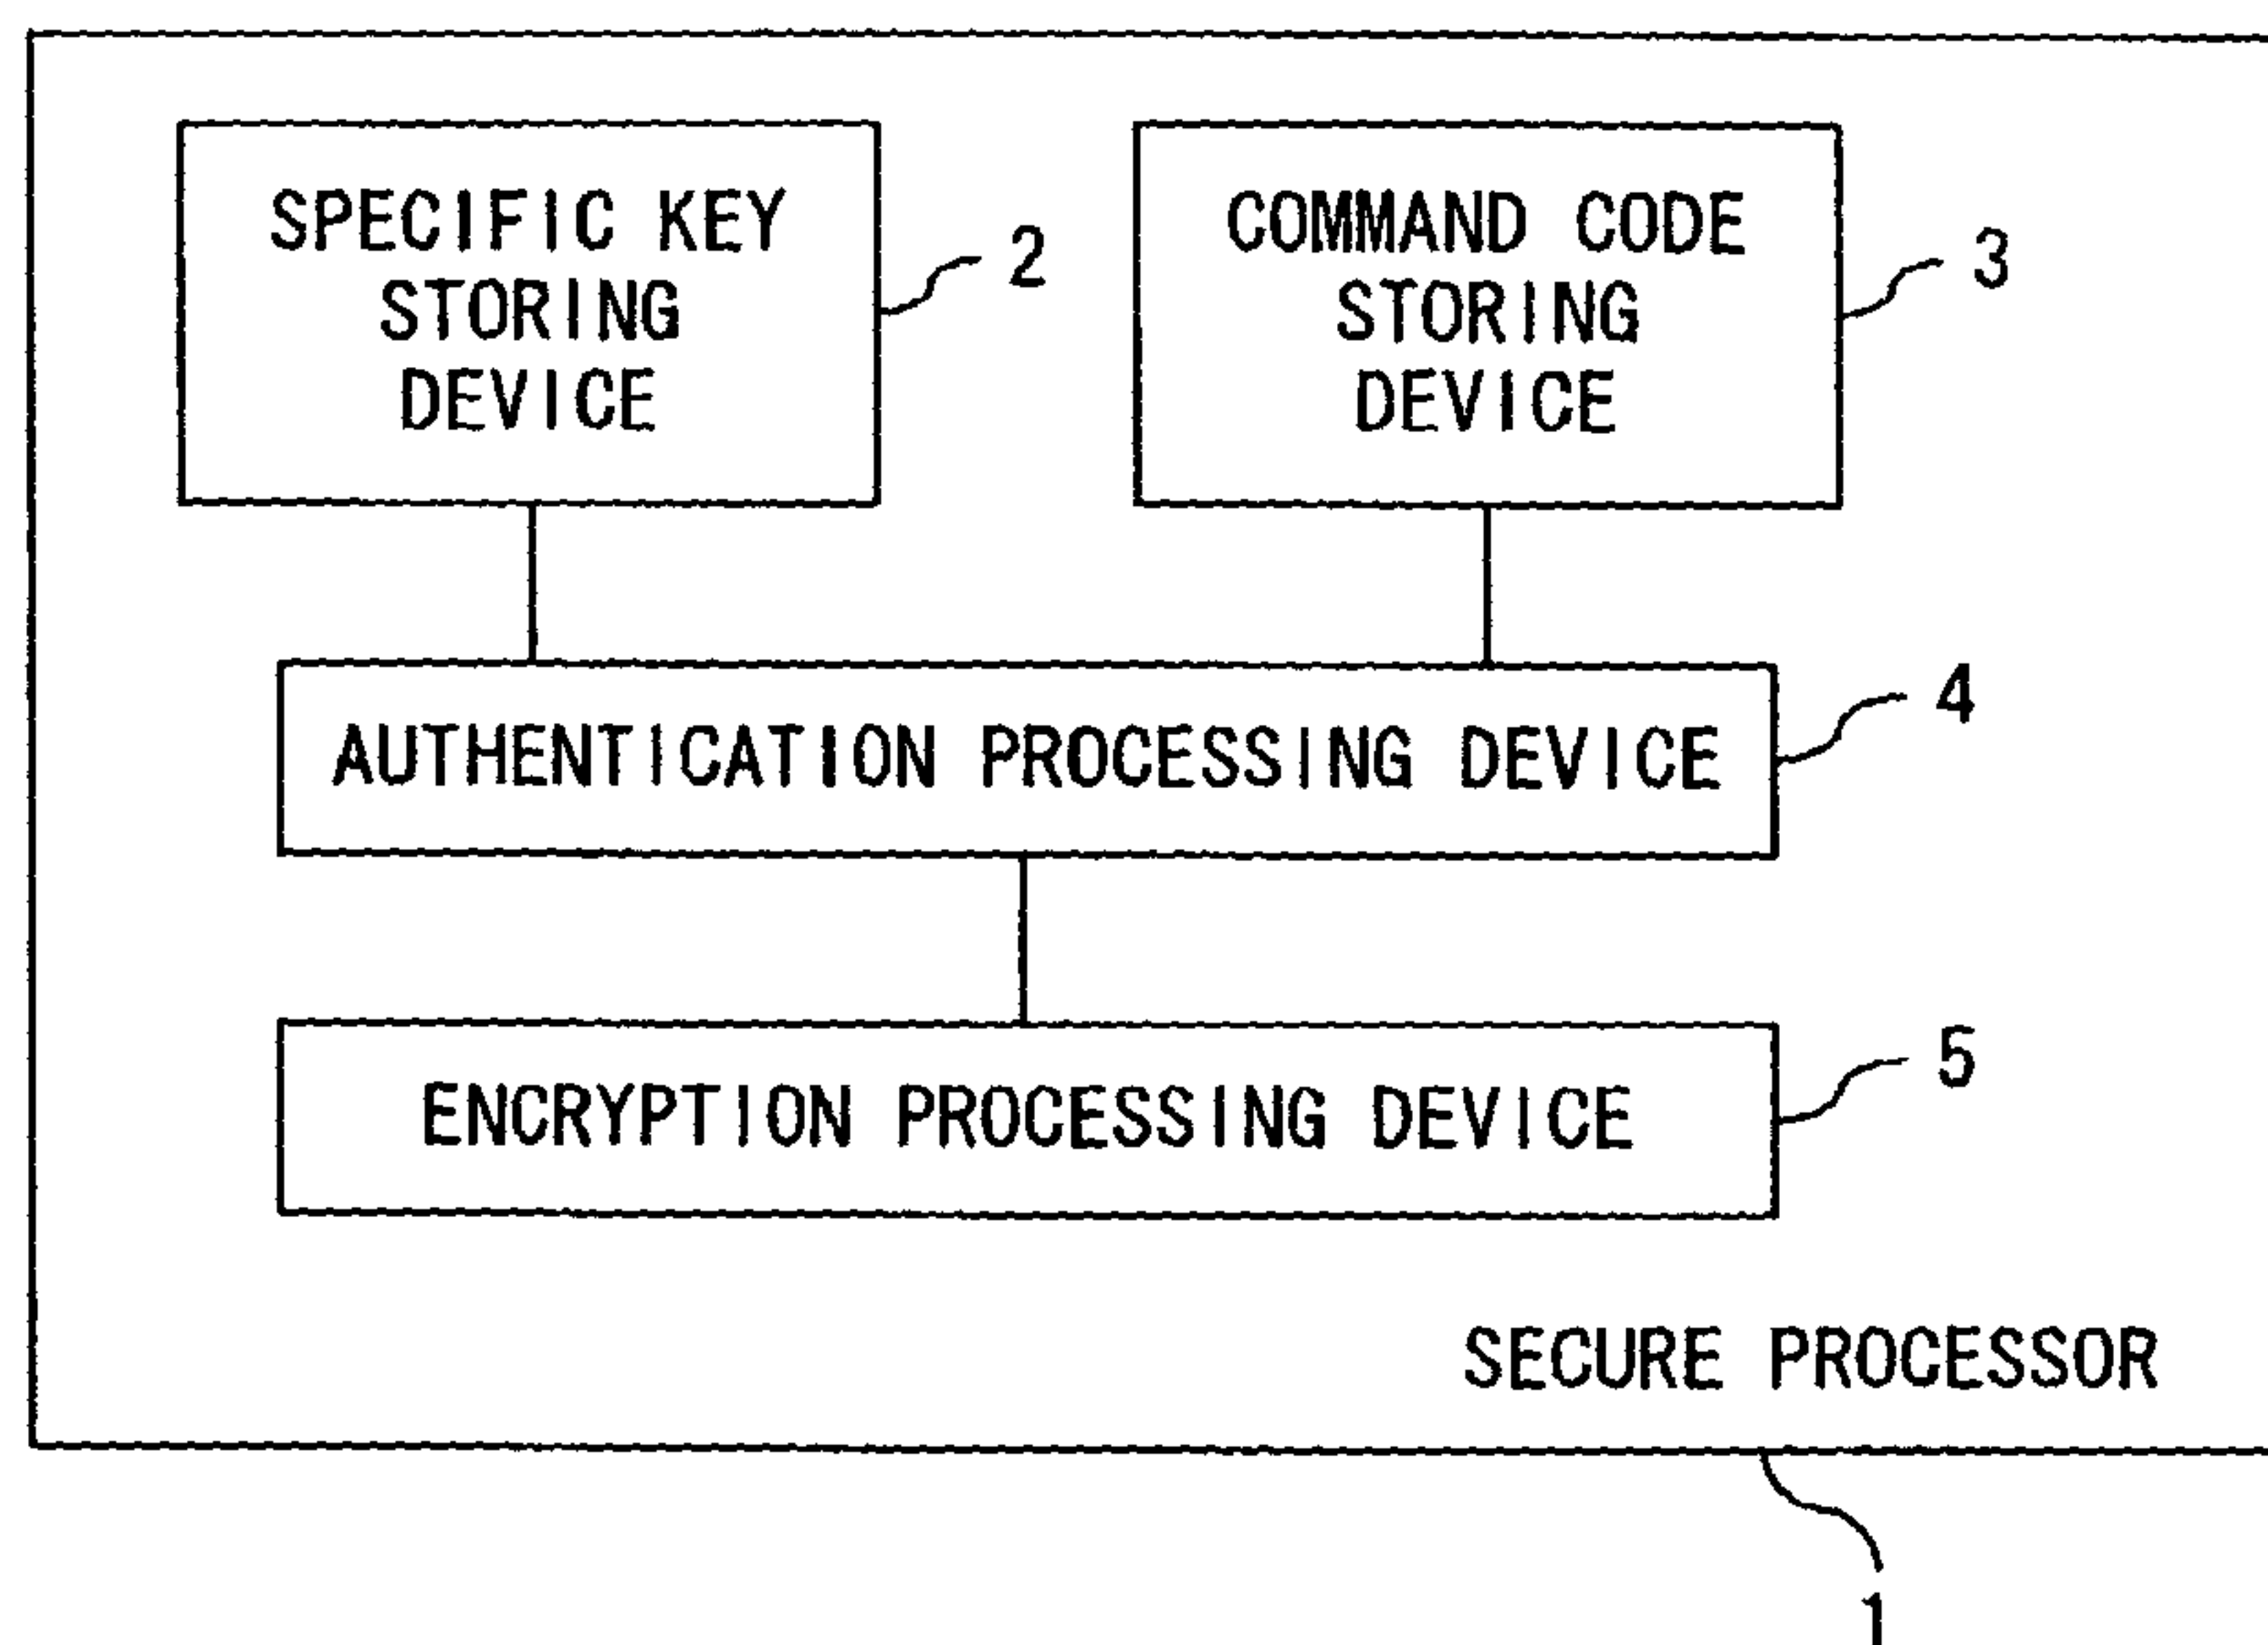 SPECIFIC KEY
STORING
DEVICE
2
COMMAND CODE
STORING
DEVICE
3
AUTHENTICATION PROCESSING DEVICE
4
ENCRYPTION PROCESSING DEVICE
5
SECURE PROCESSOR
1